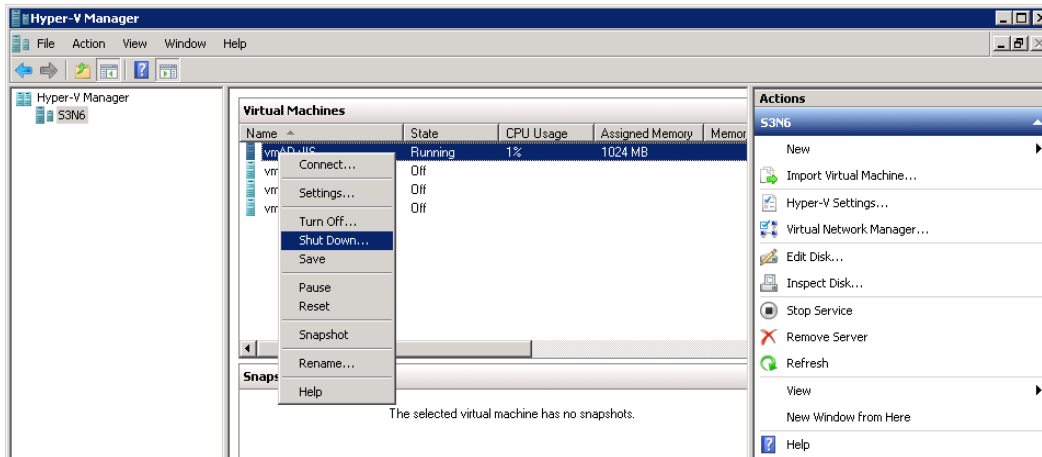 Hyper-V Manager
File Action View Window Help
Hyper-V Manager
S3N6
Virtual Machines
Name State CPU Usage Assigned Memory Memor
Running 1% 1024 MB
Off
Off
Off
Connect...
Settings...
Turn Off...
Shut Down...
Save
Pause
Reset
Snapshot
Rename...
Help
Snaps
The selected virtual machine has no snapshots.
Actions
S3N6
New
Import Virtual Machine...
Hyper-V Settings...
Virtual Network Manager...
Edit Disk...
Inspect Disk...
Stop Service
Remove Server
Refresh
View
New Window from Here
Help